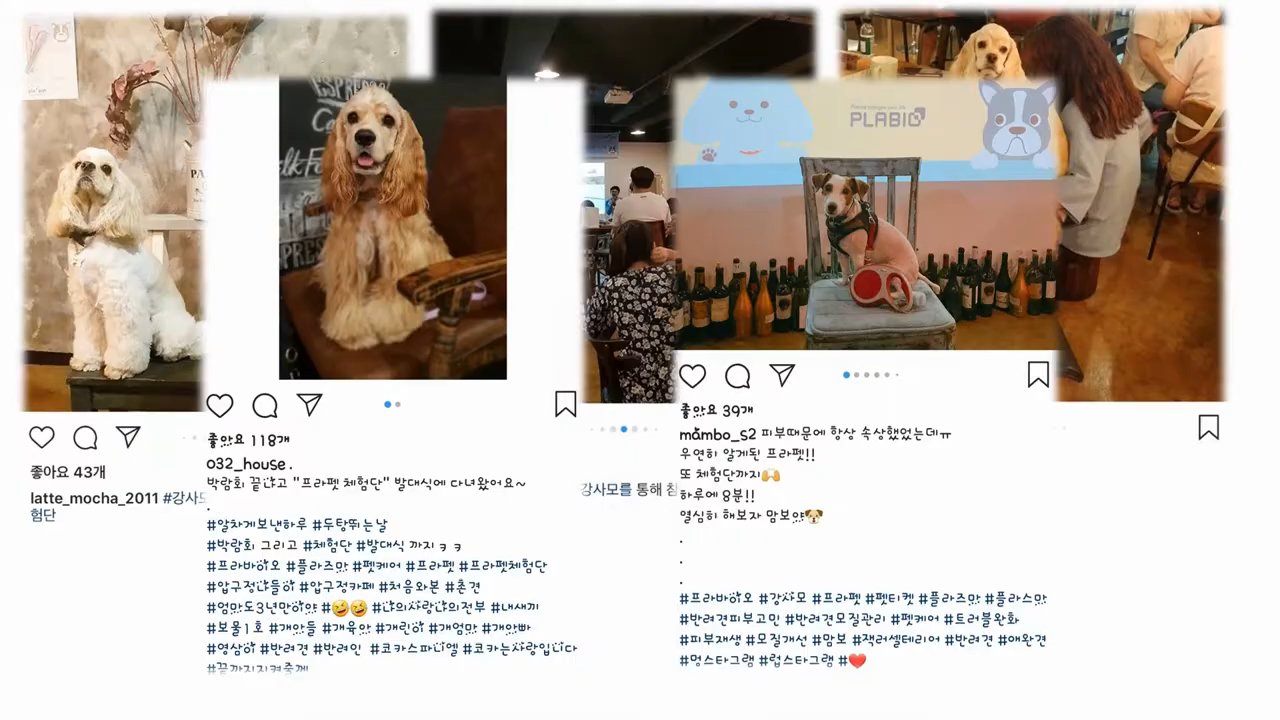 좋아요 43개
latte_mocha_2011 #강사모
험단
ESPRESSO
좋아요 118개
o32_house .
박람회 끝나고 "프라펫 체험단" 발대식에 다녀왔어요~
.
#알차게보낸하루 #두탕뛰는날
#박람회 그리고 #체험단 #발대식 까지ㅋㅋ
#프라바이오 #플라즈맛 #펫케어 #프라펫 #프라펫체험단
#압구정나들이 #압구정카페 #처음와본 #촌견
#엄마도3년만이야 #🤣🤣 #나의사랑나의전부 #내새끼
#보물1호 #개아들 #개육아 #개린이 #개엄마 #개아빠
#영상이 #반려견 #반려인 #코카스파니엘 #코카는사랑입니다
#끝까지지켜줄께
강사모를 통해 참
PLABIO
좋아요 39개
mambo_s2 피부때문에 항상 속상했었는데ㅠ
우연히 알게된 프라펫!!
또 체험단까지🙌
하루에 8분!!
열심히 해보자 맘보야🐶
.
.
.
#프라바이오 #강사모 #프라펫 #펫티켓 #플라즈마 #플라스마
#반려견피부고민 #반려견모질관리 #펫케어 #트러블완화
#피부재생 #모질개선 #맘보 #잭러셀테리어 #반려견 #애완견
#멍스타그램 #럽스타그램 #❤️